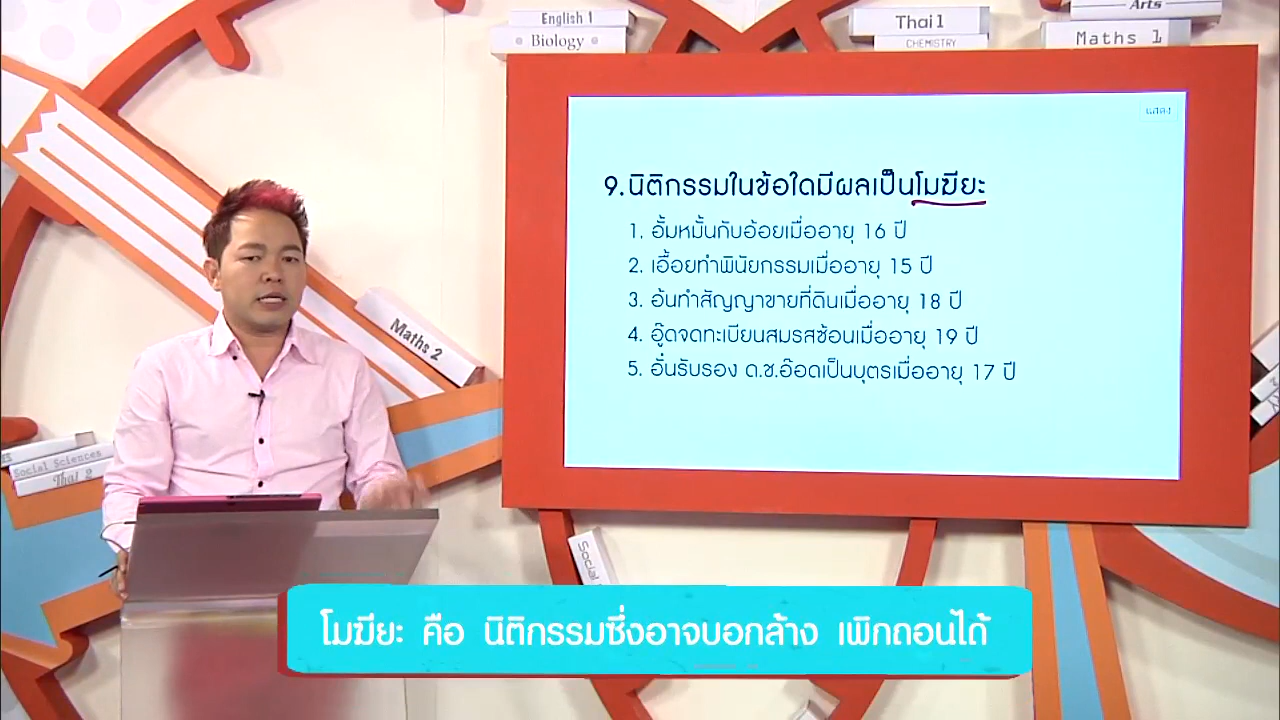 English 1
Biology
Thai 1
CHEMISTRY
Arts
Maths 1
แสดง
9.นิติกรรมในข้อใดมีผลเป็นโมฆียะ
1. อั้มหมั้นกับอ้อยเมื่ออายุ 16 ปี
2. เอื้อยทำพินัยกรรมเมื่ออายุ 15 ปี
3. อ้นทำสัญญาขายที่ดินเมื่ออายุ 18 ปี
4. อู๊ดจดทะเบียนสมรสซ้อนเมื่ออายุ 19 ปี
5. อั๋นรับรอง ด.ช.อ๊อดเป็นบุตรเมื่ออายุ 17 ปี
Maths 2
Social Sciences
Thai 2
Social
โมฆียะ คือ นิติกรรมซึ่งอาจบอกล้าง เพิกถอนได้